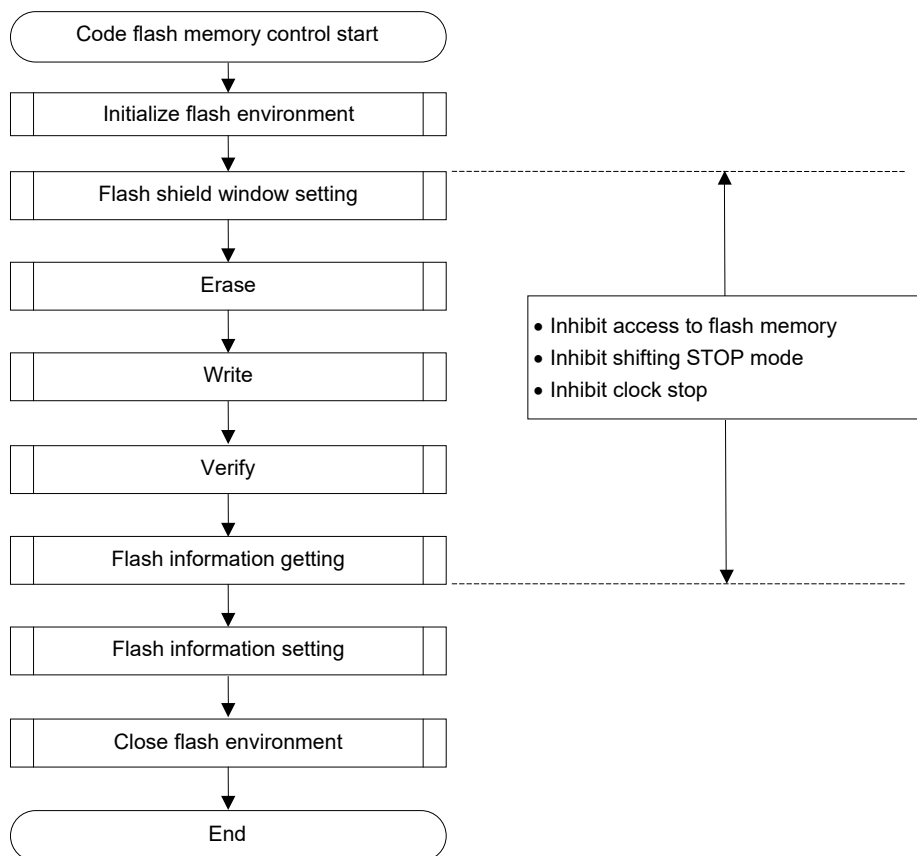 Code flash memory control start
Initialize flash environment
Flash shield window setting
Erase
Write
Verify
Flash information getting
Flash information setting
Close flash environment
End
• Inhibit access to flash memory
• Inhibit shifting STOP mode
• Inhibit clock stop